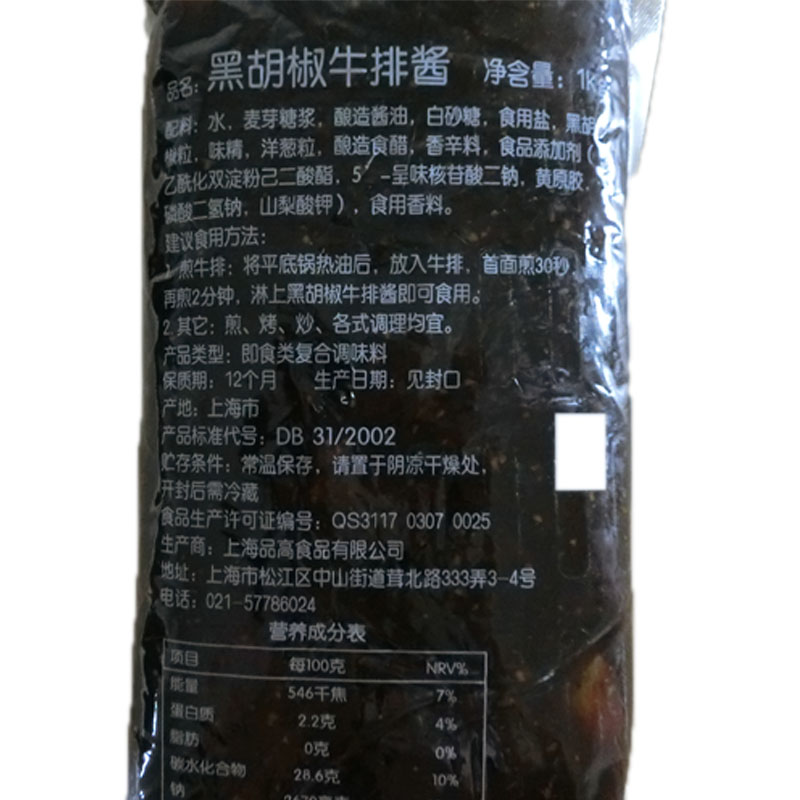 品名：黑胡椒牛排酱 净含量：1kg
配料：水，麦芽糖浆，酿造酱油，白砂糖，食用盐，黑胡
椒粒，味精，洋葱粒，酿造食醋，香辛料，食品添加剂（
乙酰化双淀粉己二酸酯，5'-呈味核苷酸二钠，黄原胶，
磷酸二氢钠，山梨酸钾），食用香料。
建议食用方法：
1.煎牛排：将平底锅热油后，放入牛排，首面煎30秒，
再煎2分钟，淋上黑胡椒牛排酱即可食用。
2.其它：煎、烤、炒、各式调理均宜。
产品类型：即食类复合调味料
保质期：12个月 生产日期：见封口
产地：上海市
产品标准代号：DB 31/2002
贮存条件：常温保存，请置于阴凉干燥处，
开封后需冷藏
食品生产许可证编号：QS3117 0307 0025
生产商：上海品高食品有限公司
地址：上海市松江区中山街道茸北路333弄3-4号
电话：021-57786024
营养成分表
项目 每100克 NRV%
能量 546千焦 7%
蛋白质 2.2克 4%
脂肪 0克 0%
碳水化合物 28.6克 10%
钠